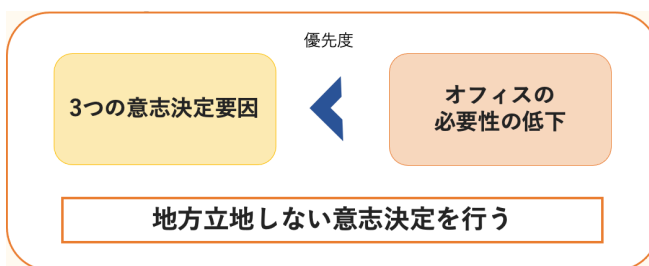 優先度
3つの意志決定要因
オフィスの
必要性の低下
地方立地しない意志決定を行う